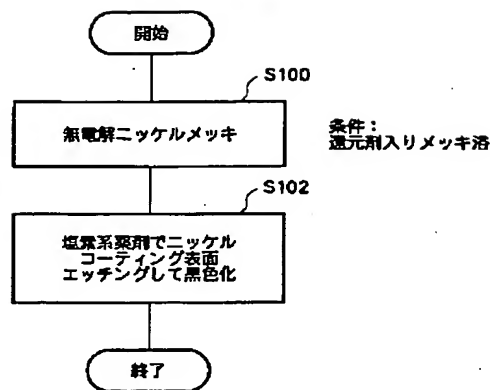 開始
S100
無電解ニッケルメッキ
条件：
還元剤入りメッキ浴
S102
塩素系薬剤でニッケル
コーティング表面
エッチングして黒色化
終了